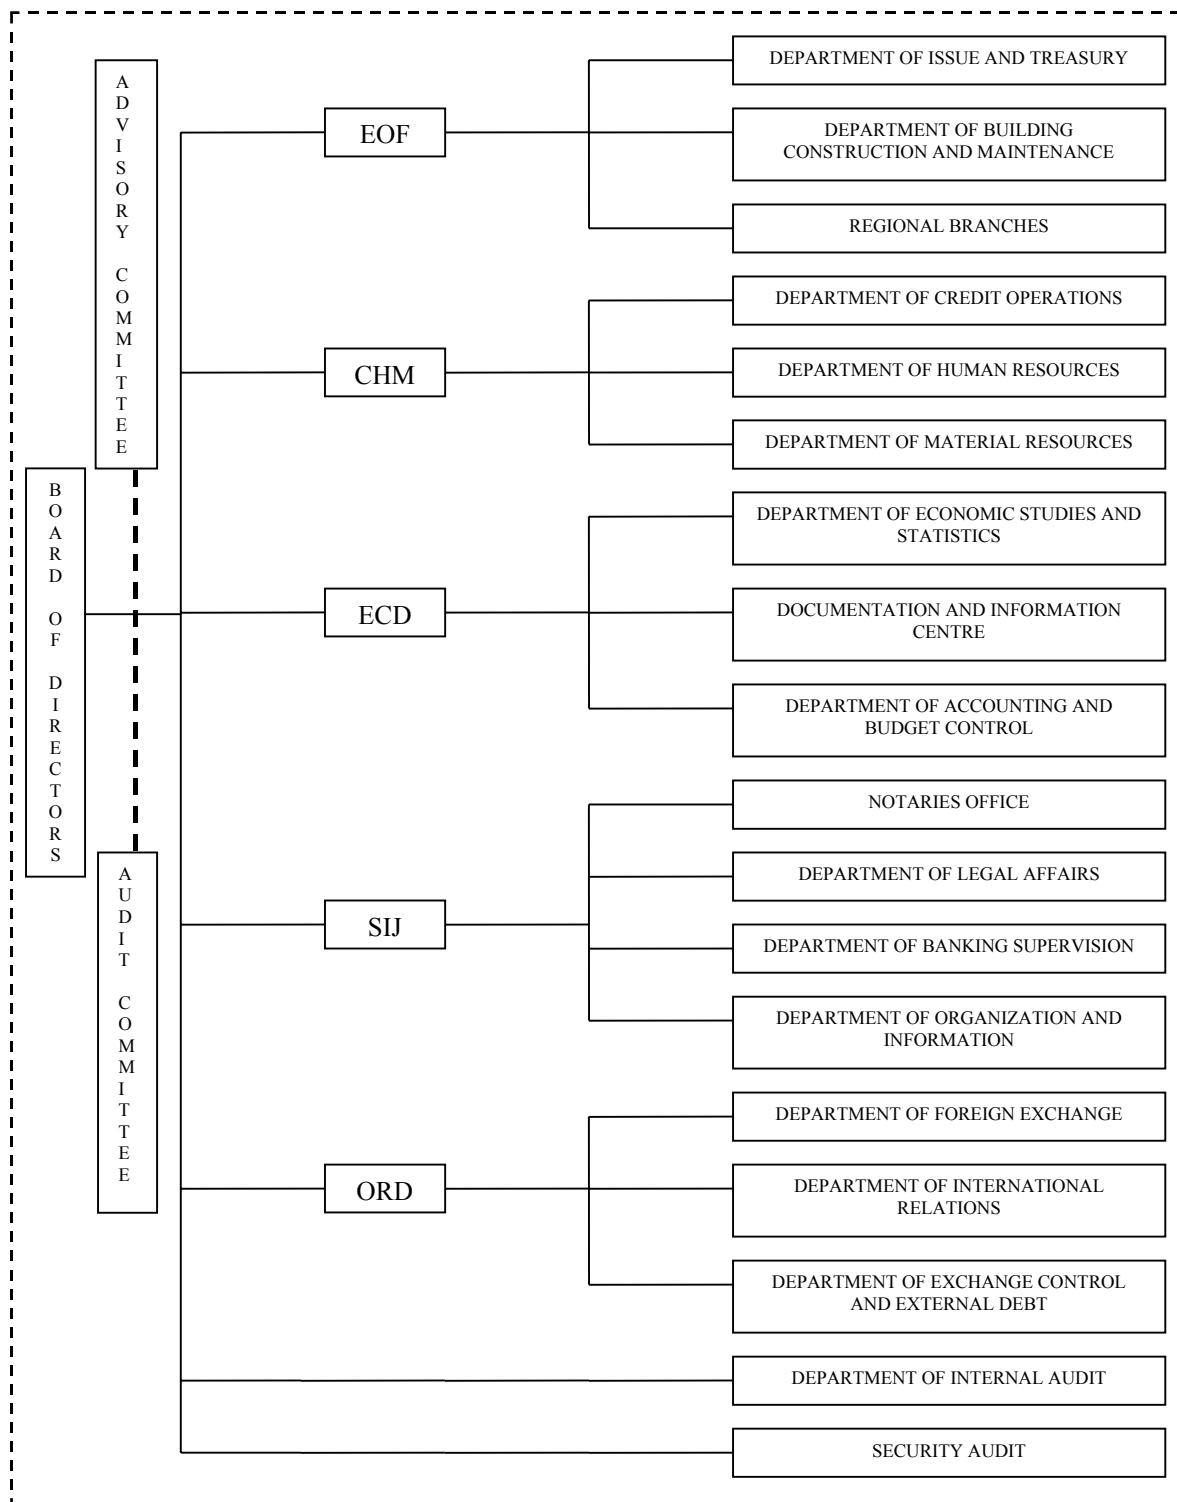 ADVISORY COMMITTEE
BOARD OF DIRECTORS
AUDIT COMMITTEE
EOF
DEPARTMENT OF ISSUE AND TREASURY
DEPARTMENT OF BUILDING
CONSTRUCTION AND MAINTENANCE
REGIONAL BRANCHES
CHM
DEPARTMENT OF CREDIT OPERATIONS
DEPARTMENT OF HUMAN RESOURCES
DEPARTMENT OF MATERIAL RESOURCES
ECD
DEPARTMENT OF ECONOMIC STUDIES AND
STATISTICS
DOCUMENTATION AND INFORMATION
CENTRE
DEPARTMENT OF ACCOUNTING AND
BUDGET CONTROL
SIJ
NOTARIES OFFICE
DEPARTMENT OF LEGAL AFFAIRS
DEPARTMENT OF BANKING SUPERVISION
DEPARTMENT OF ORGANIZATION AND
INFORMATION
ORD
DEPARTMENT OF FOREIGN EXCHANGE
DEPARTMENT OF INTERNATIONAL
RELATIONS
DEPARTMENT OF EXCHANGE CONTROL
AND EXTERNAL DEBT
DEPARTMENT OF INTERNAL AUDIT
SECURITY AUDIT